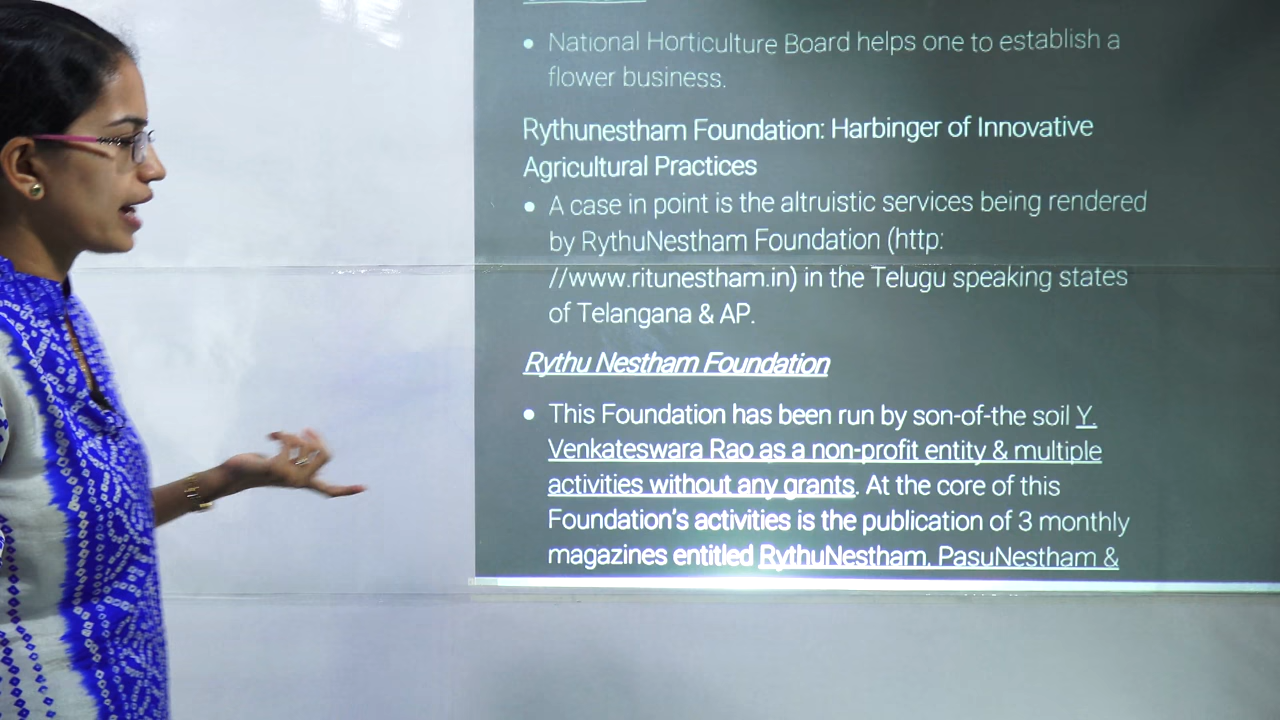 • National Horticulture Board helps one to establish a
flower business.
Rythunestham Foundation: Harbinger of Innovative
Agricultural Practices
• A case in point is the altruistic services being rendered
by RythuNestham Foundation (http:
//www.ritunestham.in) in the Telugu speaking states
of Telangana & AP.
Rythu Nestham Foundation
• This Foundation has been run by son-of-the soil Y.
Venkateswara Rao as a non-profit entity & multiple
activities without any grants. At the core of this
Foundation's activities is the publication of 3 monthly
magazines entitled RythuNestham, PasuNestham &